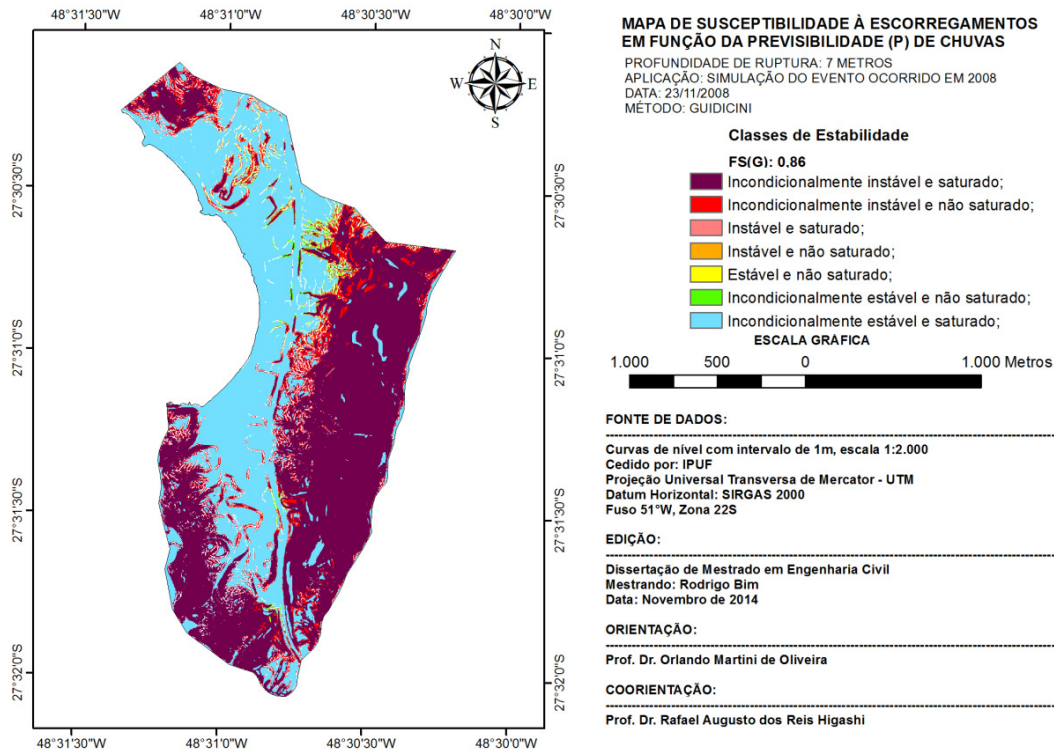 48°31'30"W 48°31'0"W 48°30'30"W 48°30'0"W
N
W E
S
27°30'30"S
27°31'0"S
27°31'30"S
27°32'0"S
27°30'30"S
27°31'0"S
27°31'30"S
27°32'0"S
48°31'30"W 48°31'0"W 48°30'30"W 48°30'0"W
MAPA DE SUSCEPTIBILIDADE À ESCORREGAMENTOS
EM FUNÇÃO DA PREVISIBILIDADE (P) DE CHUVAS
PROFUNDIDADE DE RUPTURA: 7 METROS
APLICAÇÃO: SIMULAÇÃO DO EVENTO OCORRIDO EM 2008
DATA: 23/11/2008
MÉTODO: GUIDICINI
Classes de Estabilidade
FS(G): 0.86
Incondicionalmente instável e saturado;
Incondicionalmente instável e não saturado;
Instável e saturado;
Instável e não saturado;
Estável e não saturado;
Incondicionalmente estável e não saturado;
Incondicionalmente estável e saturado;
ESCALA GRÁFICA
1.000 500 0 1.000 Metros
FONTE DE DADOS:
Curvas de nível com intervalo de 1m, escala 1:2.000
Cedido por: IPUF
Projeção Universal Transversa de Mercator - UTM
Datum Horizontal: SIRGAS 2000
Fuso 51°W, Zona 22S
EDIÇÃO:
Dissertação de Mestrado em Engenharia Civil
Mestrando: Rodrigo Bim
Data: Novembro de 2014
ORIENTAÇÃO:
Prof. Dr. Orlando Martini de Oliveira
COORIENTAÇÃO:
Prof. Dr. Rafael Augusto dos Reis Higashi